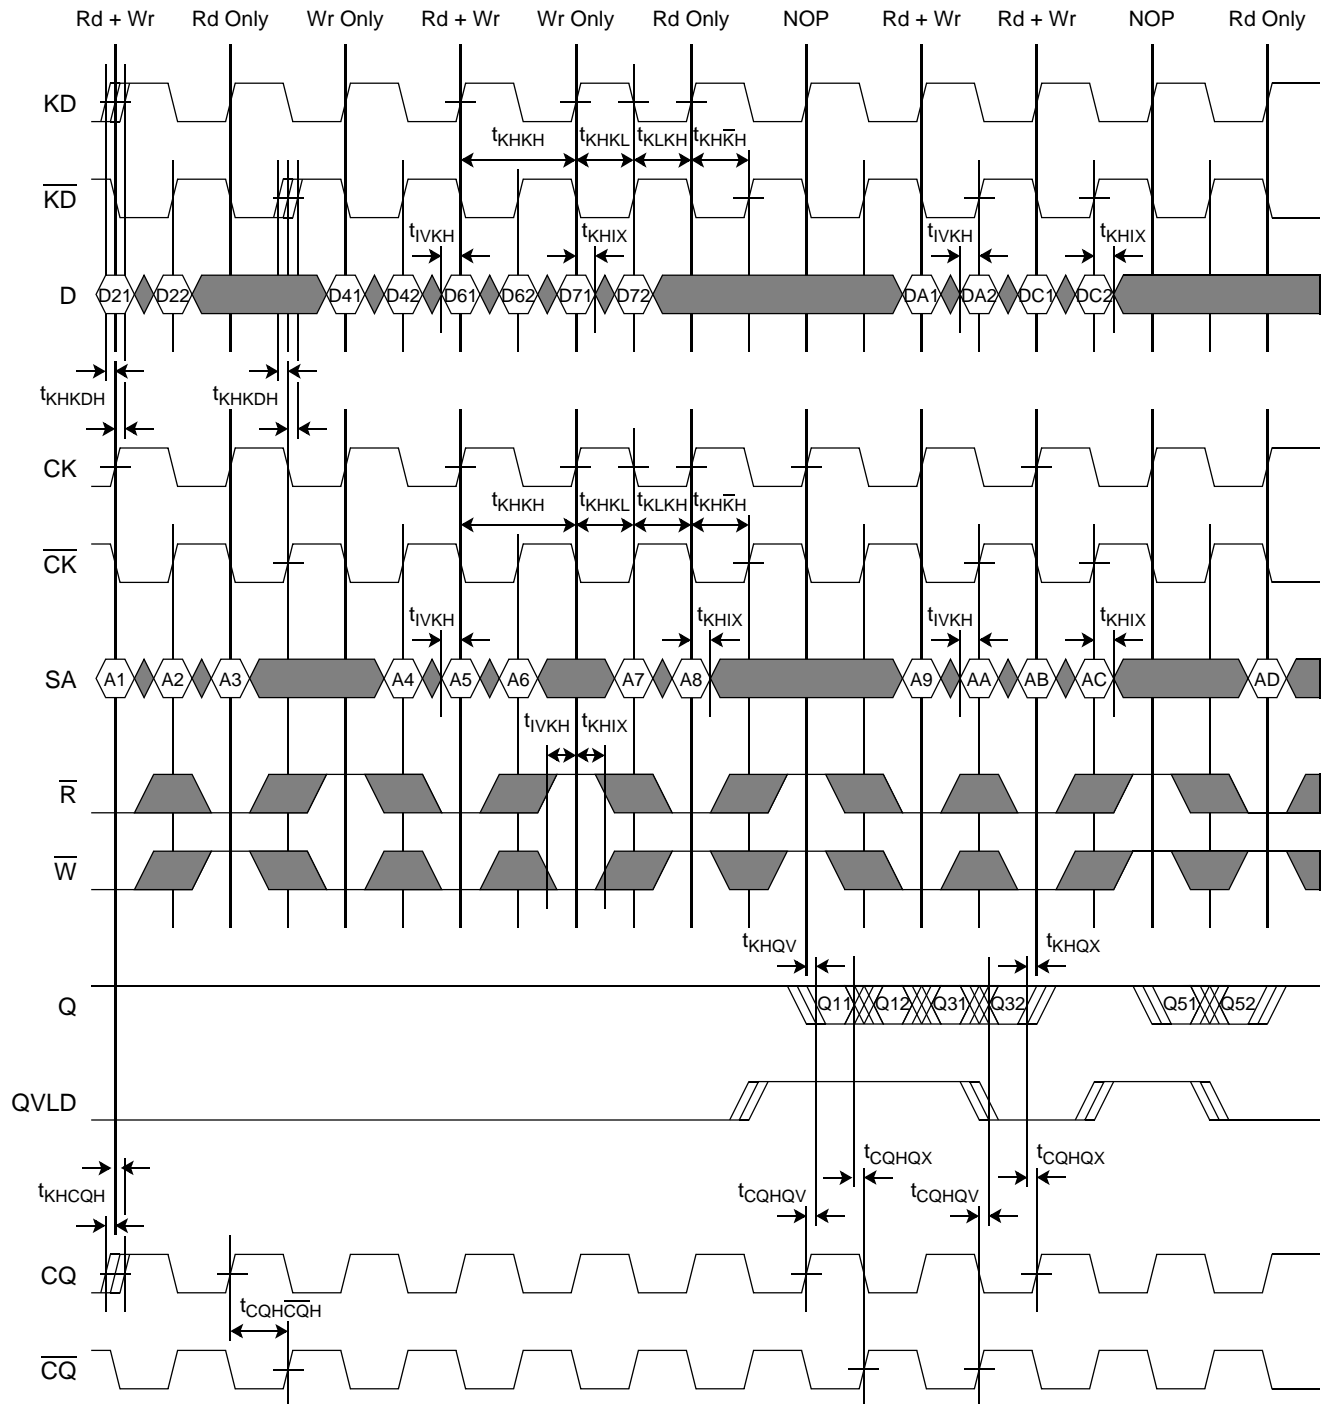 Rd + Wr Rd Only Wr Only Rd + Wr Wr Only Rd Only NOP Rd + Wr Rd + Wr NOP Rd Only
KD
tKHKH tKHKL tKLKH tKHK̅H
K̅D̅
tIVKH tKHIX tIVKH tKHIX
D D21 D22 D41 D42 D61 D62 D71 D72 DA1 DA2 DC1 DC2
tKHKDH tKHKDH
CK
tKHKH tKHKL tKLKH tKHK̅H
C̅K̅
tIVKH tKHIX tIVKH tKHIX
SA A1 A2 A3 A4 A5 A6 A7 A8 A9 AA AB AC AD
tIVKH tKHIX
R̅
W̅
tKHQV tKHQX
Q Q11 Q12 Q31 Q32 Q51 Q52
QVLD
tCQHQX tCQHQX
tKHCQH tCQHQV tCQHQV
CQ
tCQHC̅Q̅H
C̅Q̅